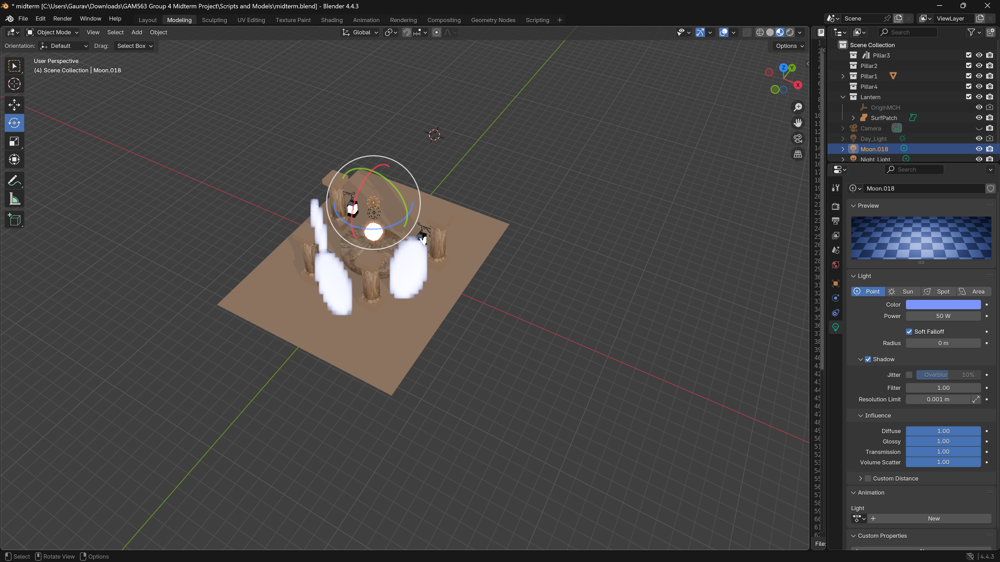 * midterm [C:\Users\Gaurav\Downloads\GAM563 Group 4 Midterm Project\Scripts and Models\midterm.blend] - Blender 4.4.3
File Edit Render Window Help
Layout Modeling Sculpting UV Editing Texture Paint Shading Animation Rendering Compositing Geometry Nodes Scripting +
Scene
ViewLayer
Object Mode View Select Add Object
Global
Search
Orientation: Default Drag: Select Box
Options
User Perspective
(4) Scene Collection | Moon.018
Z Y
X
Scene Collection
Pillar3
Pillar2
Pillar1
Pillar4
Lantern
OriginMCH
SurfPatch
Camera
Day_Light
Moon.018
Night_Light
Search
Moon.018
Preview
Light
Point Sun Spot Area
Color
Power 50 W
Soft Falloff
Radius 0 m
Shadow
Jitter Overblur 10%
Filter 1.00
Resolution Limit 0.001 m
Influence
Diffuse 1.00
Glossy 1.00
Transmission 1.00
Volume Scatter 1.00
Custom Distance
Animation
Light
New
Custom Properties
File:
Select Rotate View Options
4.4.3